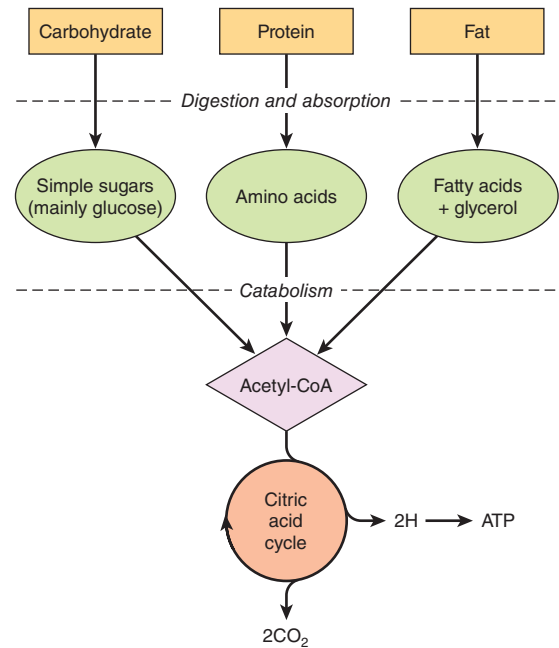 Carbohydrate
Protein
Fat
Digestion and absorption
Simple sugars
(mainly glucose)
Amino acids
Fatty acids
+ glycerol
Catabolism
Acetyl-CoA
Citric
acid
cycle
2H
ATP
2CO₂